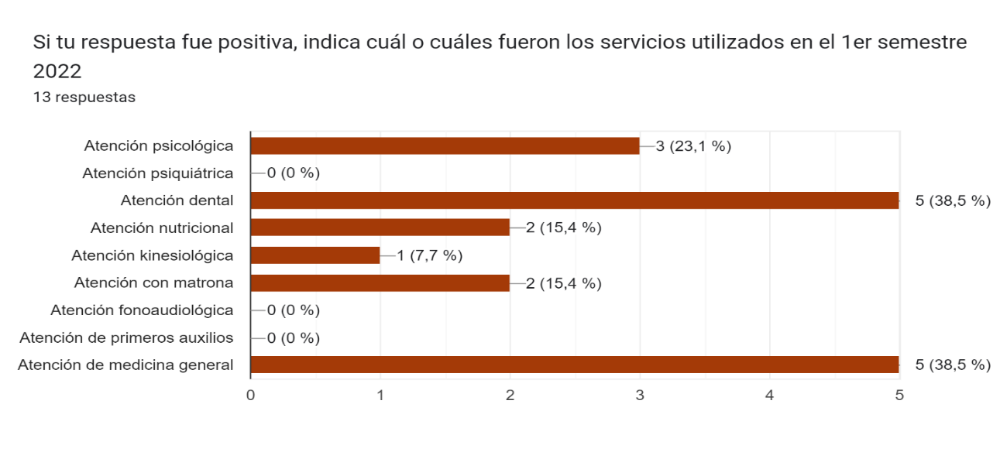 Si tu respuesta fue positiva, indica cuál o cuáles fueron los servicios utilizados en el 1er semestre
2022
13 respuestas
Atención psicológica 3 (23,1 %)
Atención psiquiátrica 0 (0 %)
Atención dental 5 (38,5 %)
Atención nutricional 2 (15,4 %)
Atención kinesiológica 1 (7,7 %)
Atención con matrona 2 (15,4 %)
Atención fonoaudiológica 0 (0 %)
Atención de primeros auxilios 0 (0 %)
Atención de medicina general 5 (38,5 %)
0 1 2 3 4 5